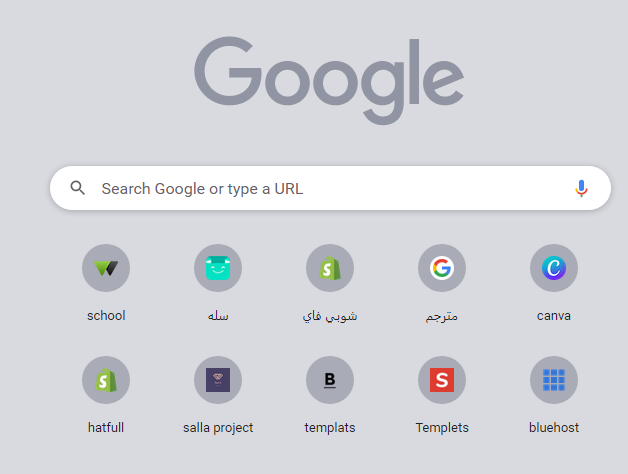 Google
Search Google or type a URL
school
سله
شوبي فاي
مترجم
canva
hatfull
salla project
templats
Templets
bluehost